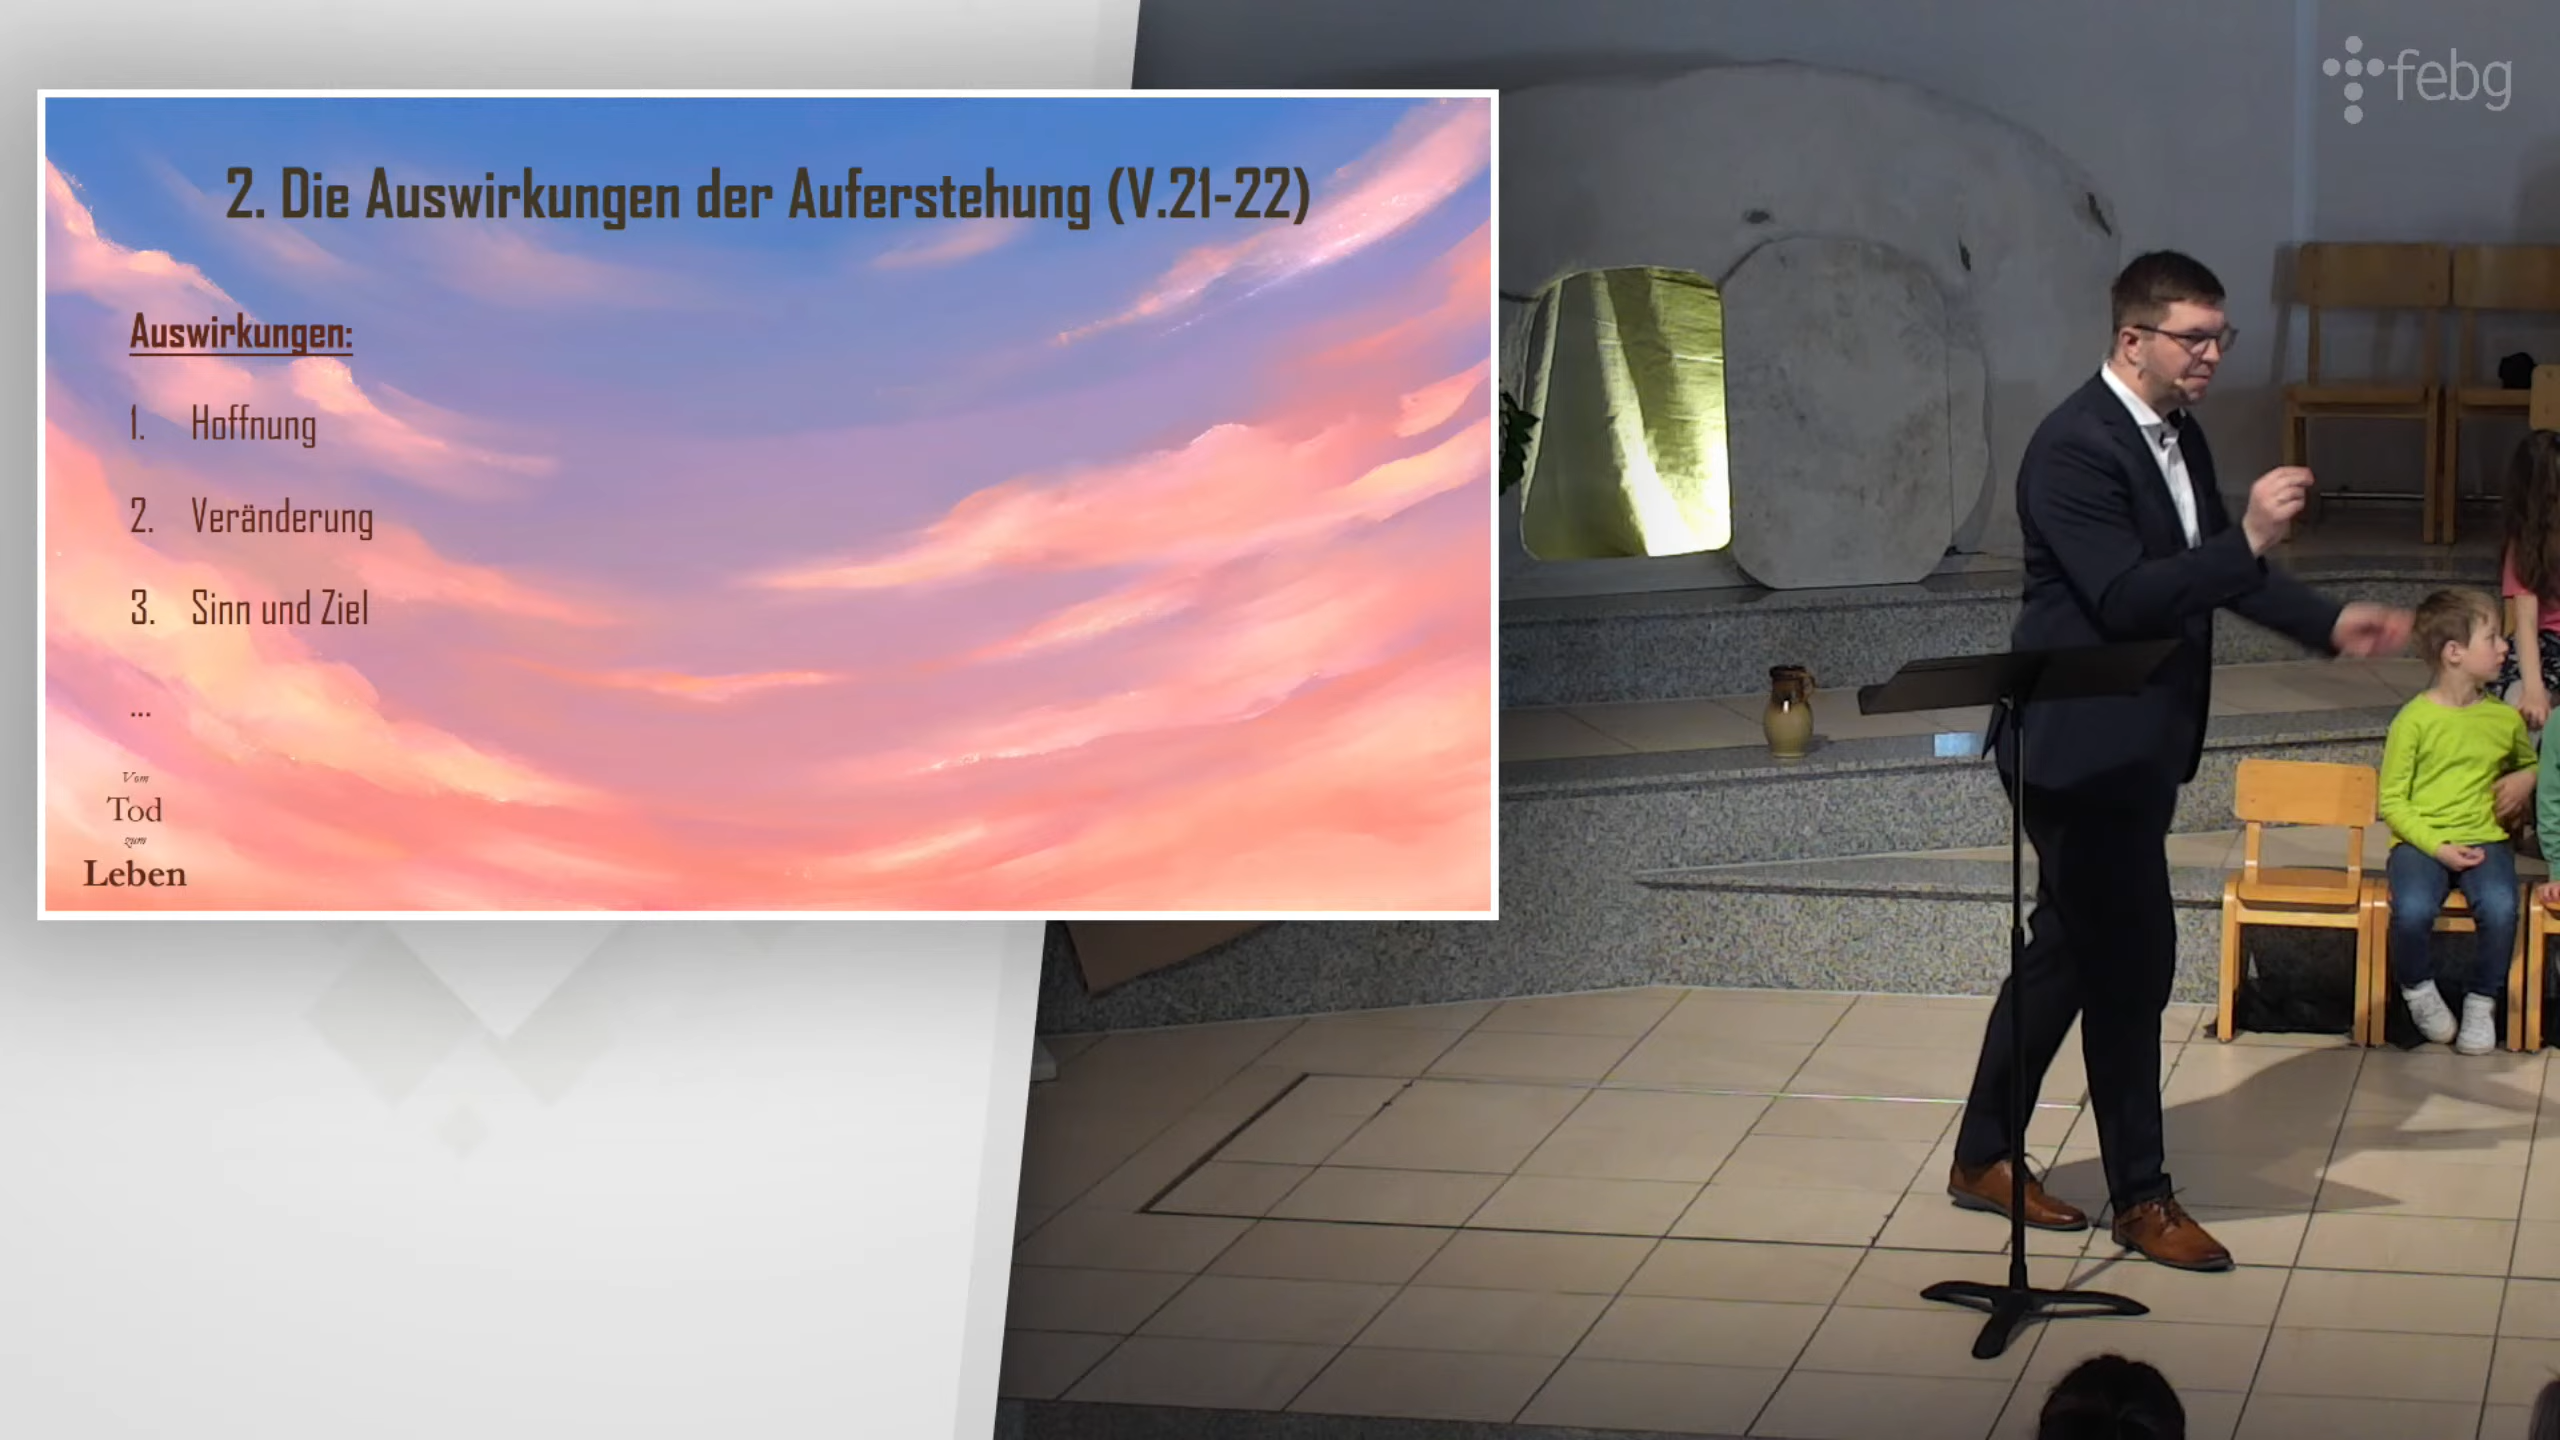 febg
2. Die Auswirkungen der Auferstehung (V.21-22)
Auswirkungen:
1. Hoffnung
2. Veränderung
3. Sinn und Ziel
...
Vom
Tod
zum
Leben